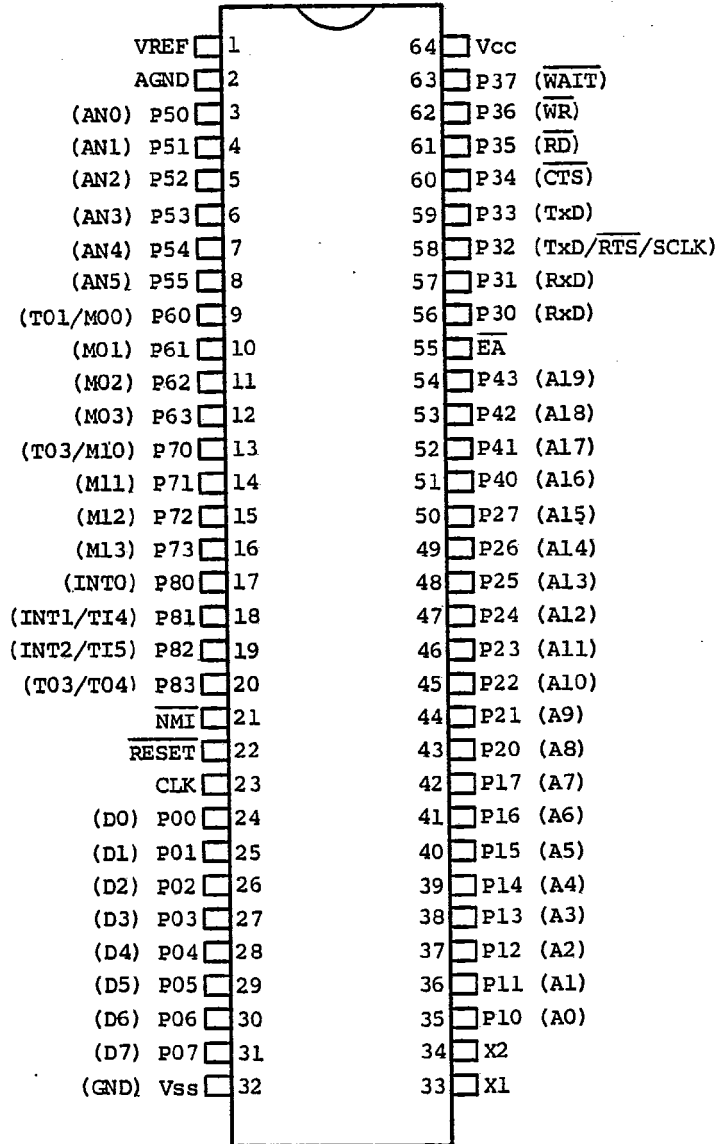 VREF 1 64 Vcc
AGND 2 63 P37 (WAIT)
(AN0) P50 3 62 P36 (WR)
(AN1) P51 4 61 P35 (RD)
(AN2) P52 5 60 P34 (CTS)
(AN3) P53 6 59 P33 (TxD)
(AN4) P54 7 58 P32 (TxD/RTS/SCLK)
(AN5) P55 8 57 P31 (RxD)
(TO1/MO0) P60 9 56 P30 (RxD)
(MO1) P61 10 55 EA
(MO2) P62 11 54 P43 (A19)
(MO3) P63 12 53 P42 (A18)
(TO3/M10) P70 13 52 P41 (A17)
(M11) P71 14 51 P40 (A16)
(M12) P72 15 50 P27 (A15)
(M13) P73 16 49 P26 (A14)
(INT0) P80 17 48 P25 (A13)
(INT1/TI4) P81 18 47 P24 (A12)
(INT2/TI5) P82 19 46 P23 (A11)
(TO3/TO4) P83 20 45 P22 (A10)
NMI 21 44 P21 (A9)
RESET 22 43 P20 (A8)
CLK 23 42 P17 (A7)
(D0) P00 24 41 P16 (A6)
(D1) P01 25 40 P15 (A5)
(D2) P02 26 39 P14 (A4)
(D3) P03 27 38 P13 (A3)
(D4) P04 28 37 P12 (A2)
(D5) P05 29 36 P11 (A1)
(D6) P06 30 35 P10 (A0)
(D7) P07 31 34 X2
(GND) Vss 32 33 X1